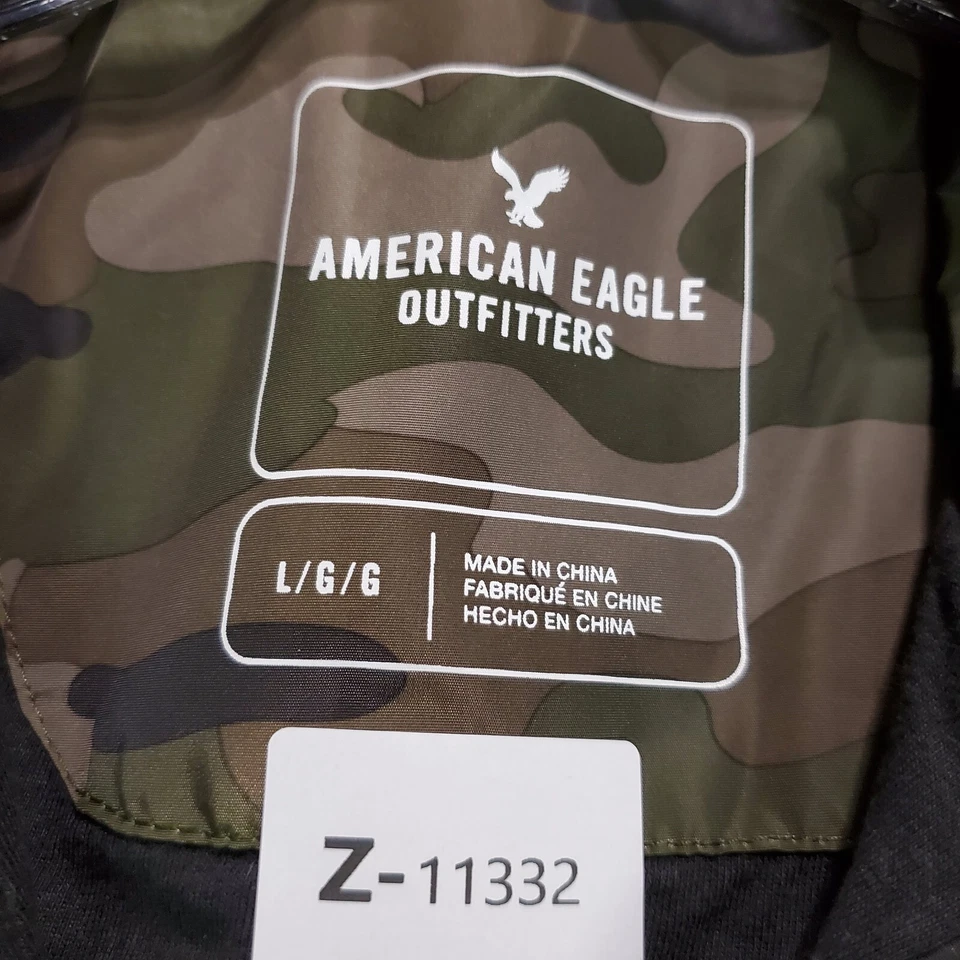 AMERICAN EAGLE
OUTFITTERS
L/G/G
MADE IN CHINA
FABRIQUÉ EN CHINE
HECHO EN CHINA
Z-11332